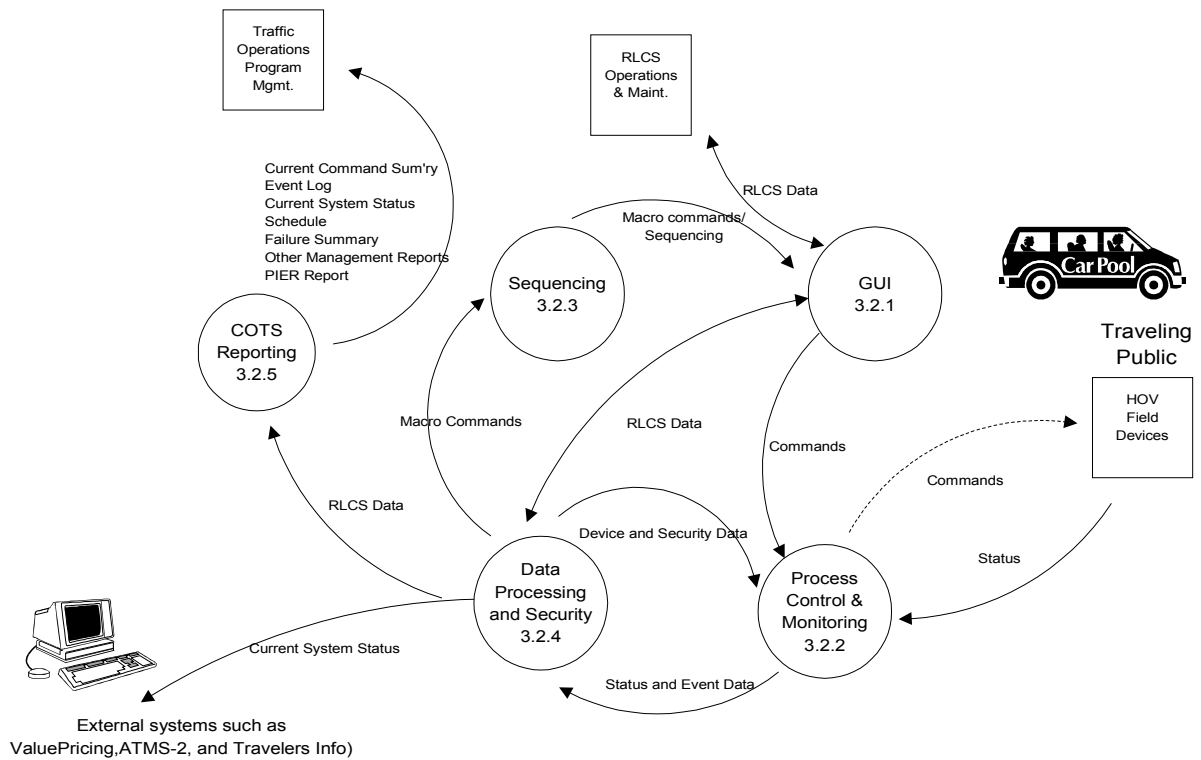 Traffic
Operations
Program
Mgmt.
RLCS
Operations
& Maint.
Current Command Sum'ry
Event Log
Current System Status
Schedule
Failure Summary
Other Management Reports
PIER Report
RLCS Data
Macro commands/
Sequencing
Sequencing
3.2.3
GUI
3.2.1
Car Pool
Traveling
Public
COTS
Reporting
3.2.5
HOV
Field
Devices
Macro Commands
RLCS Data
Commands
Commands
RLCS Data
Device and Security Data
Status
Data
Processing
and Security
3.2.4
Process
Control &
Monitoring
3.2.2
Current System Status
Status and Event Data
External systems such as
ValuePricing,ATMS-2, and Travelers Info)